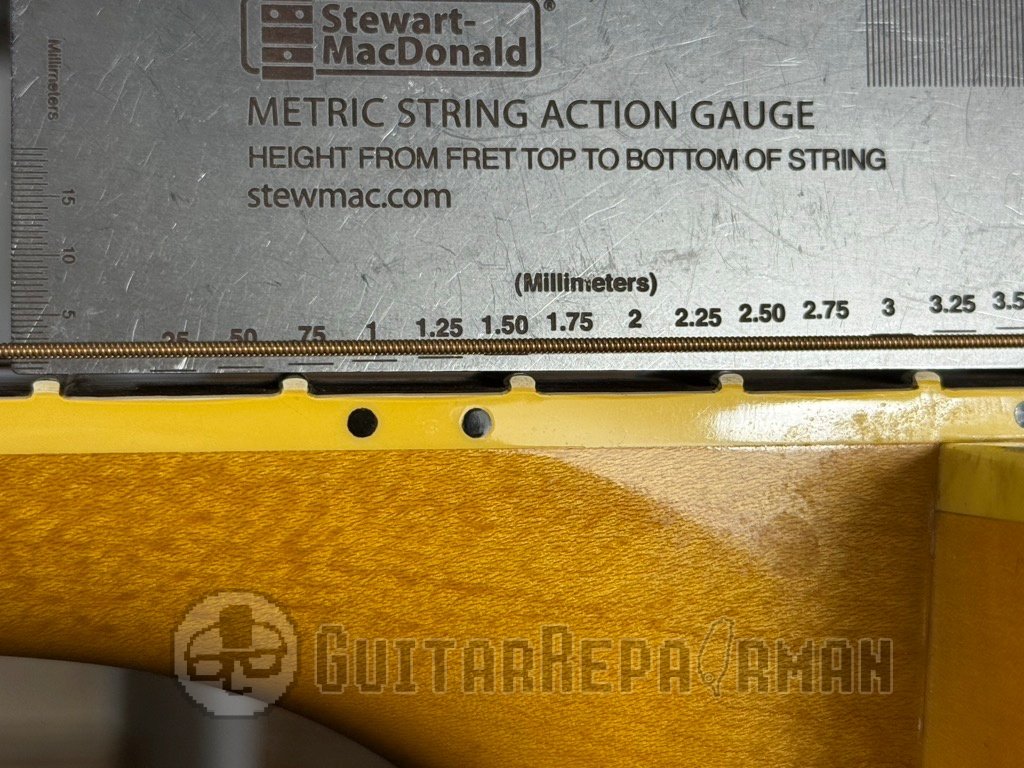 Stewart-
MacDonald®
METRIC STRING ACTION GAUGE
HEIGHT FROM FRET TOP TO BOTTOM OF STRING
stewmac.com
Millimeters
15
10
5
(Millimeters)
.25 .50 .75 1 1.25 1.50 1.75 2 2.25 2.50 2.75 3 3.25 3.5
GUITARREPAIRMAN